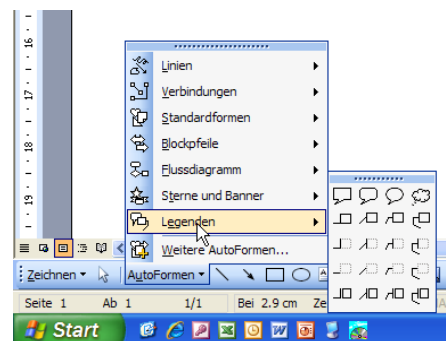 16
17
18
19
Linien
Verbindungen
Standardformen
Blockpfeile
Flussdiagramm
Sterne und Banner
Legenden
Weitere AutoFormen...
Zeichnen
AutoFormen
Seite 1 Ab 1 1/1 Bei 2.9 cm Ze
Start